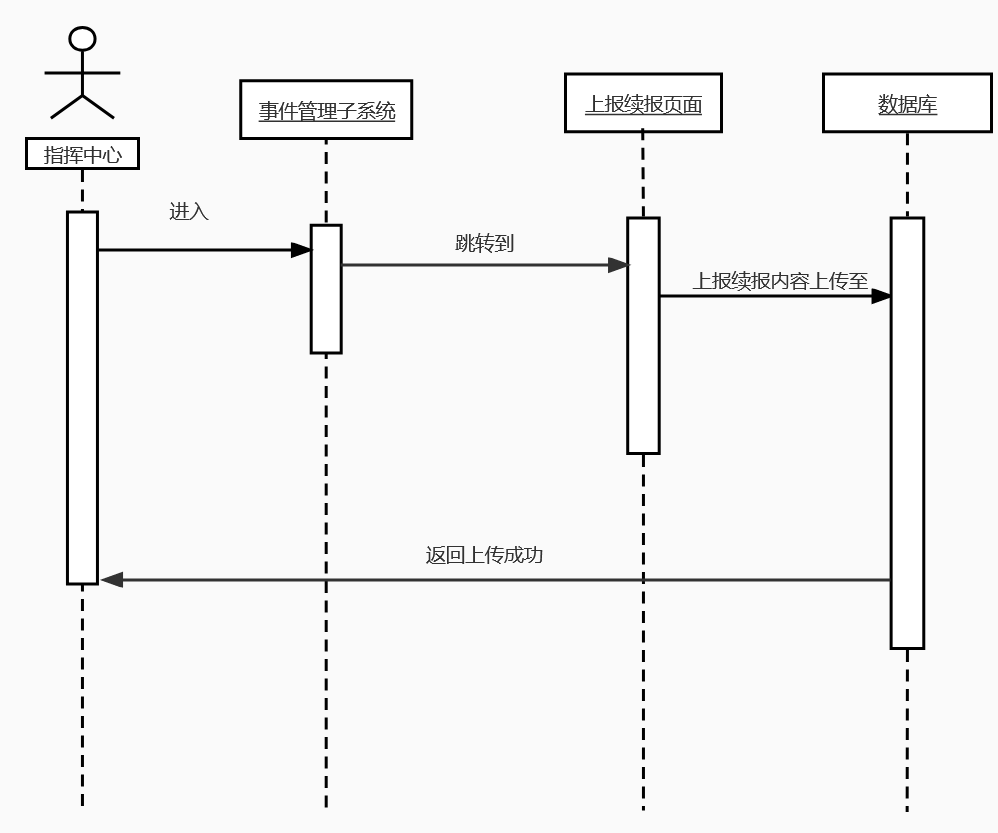 指挥中心
事件管理子系统
上报续报页面
数据库
进入
跳转到
上报续报内容上传至
返回上传成功